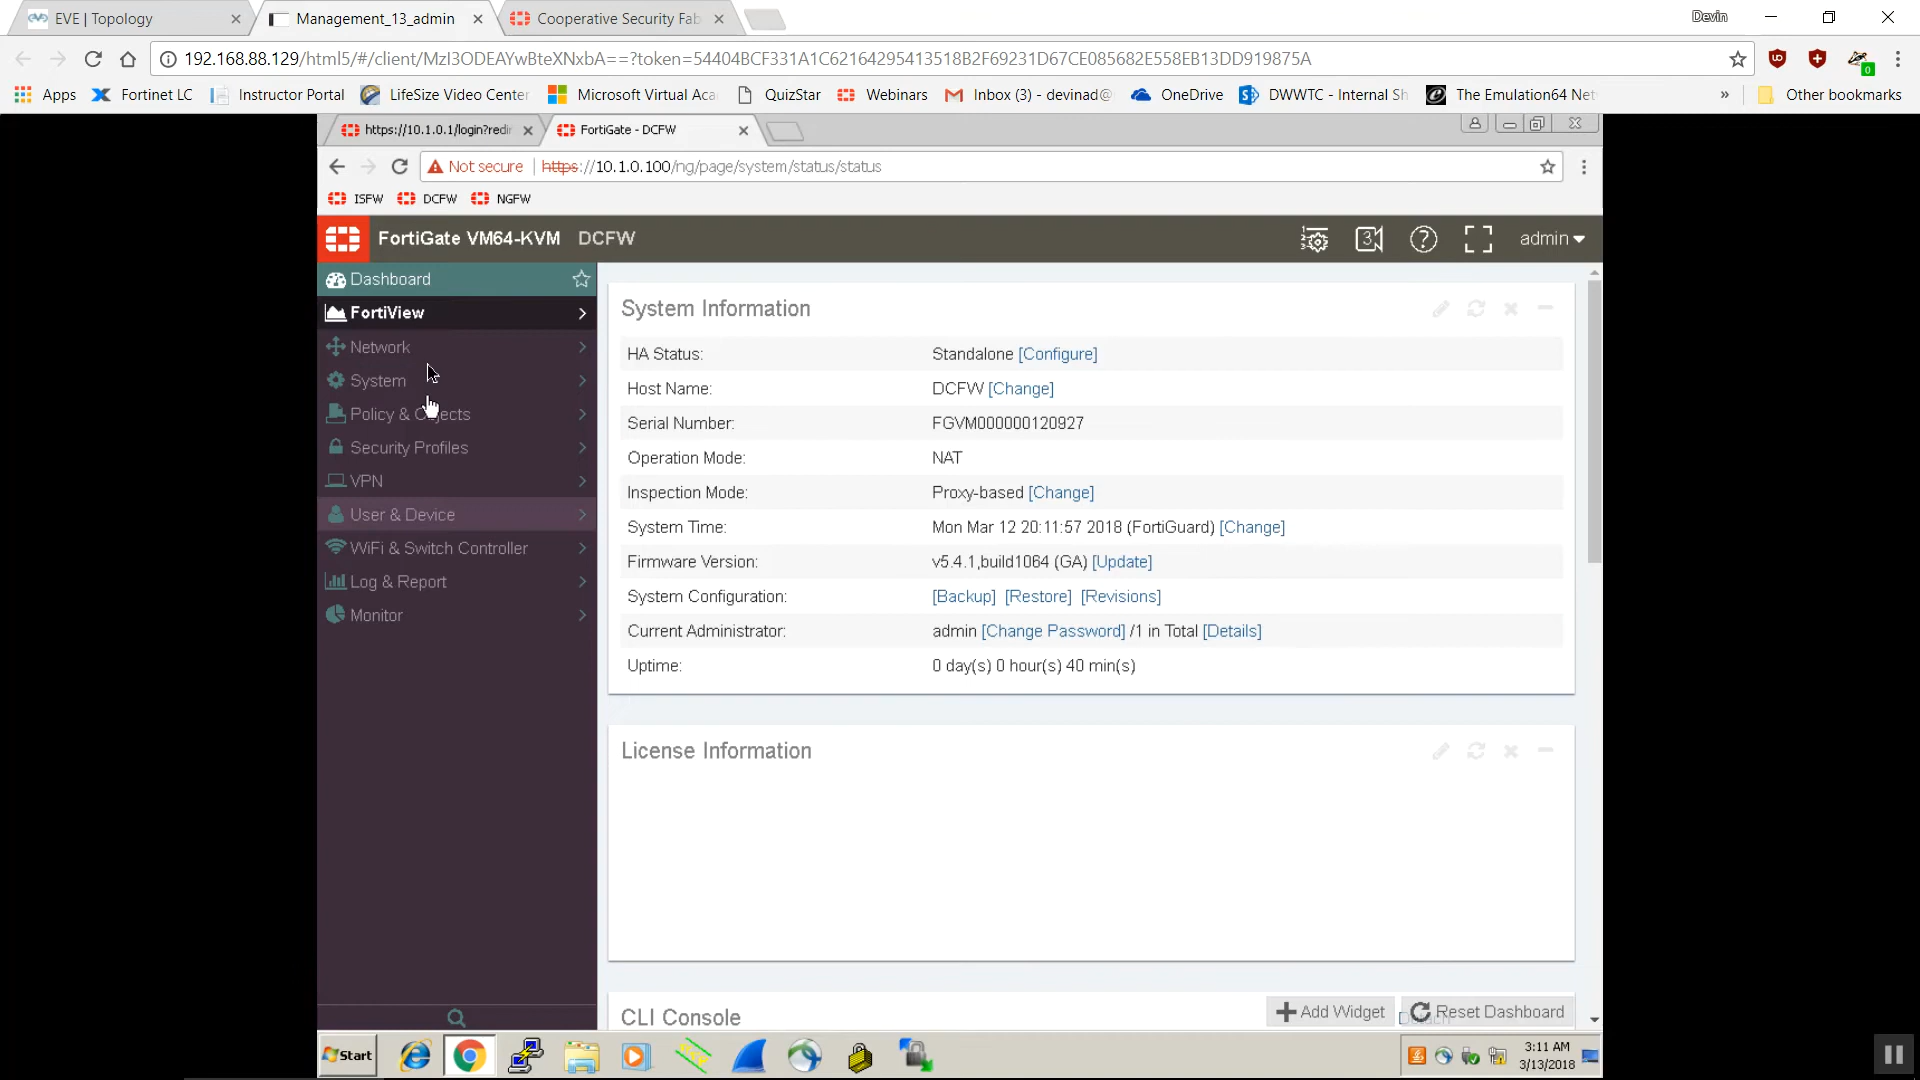 EVE | Topology
Management_13_admin
Cooperative Security Fab
Devin
192.168.88.129/html5/#/client/MzI3ODEAYwBteXNxbA==?token=54404BCF331A1C62164295413518B2F69231D67CE085682E558EB13DD919875A
0
Apps
Fortinet LC
Instructor Portal
LifeSize Video Center
Microsoft Virtual Aca
QuizStar
Webinars
Inbox (3) - devinad@
OneDrive
DWWTC - Internal Sh
The Emulation64 Net
»
Other bookmarks
https://10.1.0.1/login?redir
FortiGate - DCFW
Not secure
https://10.1.0.100/ng/page/system/status/status
ISFW
DCFW
NGFW
FortiGate VM64-KVM DCFW
3
admin
Dashboard
FortiView
Network
System
Policy & Objects
Security Profiles
VPN
User & Device
WiFi & Switch Controller
Log & Report
Monitor
System Information
HA Status: Standalone [Configure]
Host Name: DCFW [Change]
Serial Number: FGVM000000120927
Operation Mode: NAT
Inspection Mode: Proxy-based [Change]
System Time: Mon Mar 12 20:11:57 2018 (FortiGuard) [Change]
Firmware Version: v5.4.1,build1064 (GA) [Update]
System Configuration: [Backup] [Restore] [Revisions]
Current Administrator: admin [Change Password] /1 in Total [Details]
Uptime: 0 day(s) 0 hour(s) 40 min(s)
License Information
CLI Console
Add Widget
Reset Dashboard
Start
3:11 AM
3/13/2018